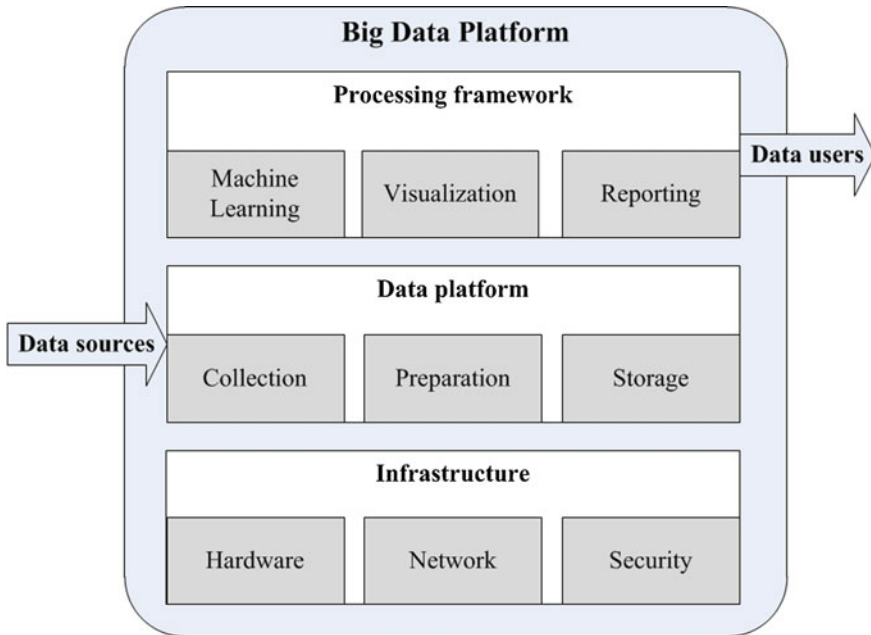 Big Data Platform
Processing framework
Machine
Learning
Visualization
Reporting
Data users
Data platform
Data sources
Collection
Preparation
Storage
Infrastructure
Hardware
Network
Security